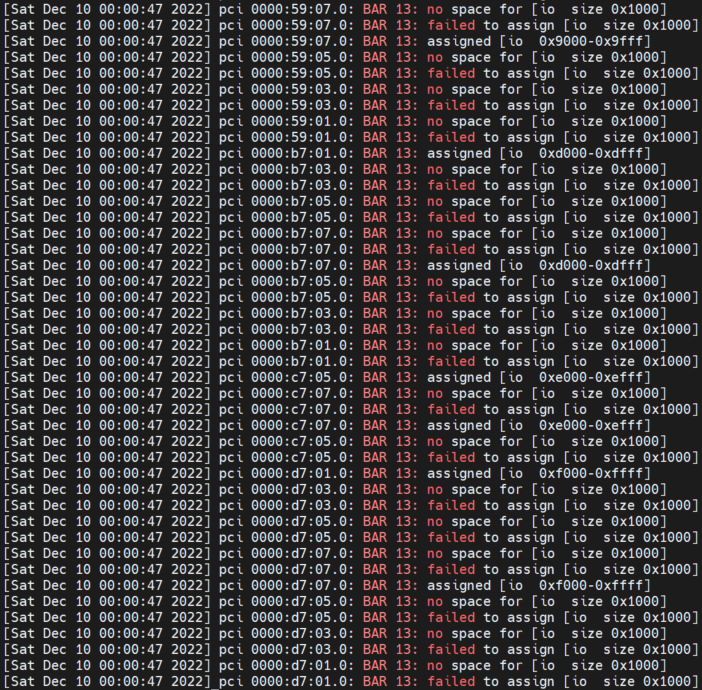 [Sat Dec 10 00:00:47 2022] pci 0000:59:07.0: BAR 13: no space for [io  size 0x1000]
[Sat Dec 10 00:00:47 2022] pci 0000:59:07.0: BAR 13: failed to assign [io  size 0x1000]
[Sat Dec 10 00:00:47 2022] pci 0000:59:07.0: BAR 13: assigned [io  0x9000-0x9fff]
[Sat Dec 10 00:00:47 2022] pci 0000:59:05.0: BAR 13: no space for [io  size 0x1000]
[Sat Dec 10 00:00:47 2022] pci 0000:59:05.0: BAR 13: failed to assign [io  size 0x1000]
[Sat Dec 10 00:00:47 2022] pci 0000:59:03.0: BAR 13: no space for [io  size 0x1000]
[Sat Dec 10 00:00:47 2022] pci 0000:59:03.0: BAR 13: failed to assign [io  size 0x1000]
[Sat Dec 10 00:00:47 2022] pci 0000:59:01.0: BAR 13: no space for [io  size 0x1000]
[Sat Dec 10 00:00:47 2022] pci 0000:59:01.0: BAR 13: failed to assign [io  size 0x1000]
[Sat Dec 10 00:00:47 2022] pci 0000:b7:01.0: BAR 13: assigned [io  0xd000-0xdfff]
[Sat Dec 10 00:00:47 2022] pci 0000:b7:03.0: BAR 13: no space for [io  size 0x1000]
[Sat Dec 10 00:00:47 2022] pci 0000:b7:03.0: BAR 13: failed to assign [io  size 0x1000]
[Sat Dec 10 00:00:47 2022] pci 0000:b7:05.0: BAR 13: no space for [io  size 0x1000]
[Sat Dec 10 00:00:47 2022] pci 0000:b7:05.0: BAR 13: failed to assign [io  size 0x1000]
[Sat Dec 10 00:00:47 2022] pci 0000:b7:07.0: BAR 13: no space for [io  size 0x1000]
[Sat Dec 10 00:00:47 2022] pci 0000:b7:07.0: BAR 13: failed to assign [io  size 0x1000]
[Sat Dec 10 00:00:47 2022] pci 0000:b7:07.0: BAR 13: assigned [io  0xd000-0xdfff]
[Sat Dec 10 00:00:47 2022] pci 0000:b7:05.0: BAR 13: no space for [io  size 0x1000]
[Sat Dec 10 00:00:47 2022] pci 0000:b7:05.0: BAR 13: failed to assign [io  size 0x1000]
[Sat Dec 10 00:00:47 2022] pci 0000:b7:03.0: BAR 13: no space for [io  size 0x1000]
[Sat Dec 10 00:00:47 2022] pci 0000:b7:03.0: BAR 13: failed to assign [io  size 0x1000]
[Sat Dec 10 00:00:47 2022] pci 0000:b7:01.0: BAR 13: no space for [io  size 0x1000]
[Sat Dec 10 00:00:47 2022] pci 0000:b7:01.0: BAR 13: failed to assign [io  size 0x1000]
[Sat Dec 10 00:00:47 2022] pci 0000:c7:05.0: BAR 13: assigned [io  0xe000-0xefff]
[Sat Dec 10 00:00:47 2022] pci 0000:c7:07.0: BAR 13: no space for [io  size 0x1000]
[Sat Dec 10 00:00:47 2022] pci 0000:c7:07.0: BAR 13: failed to assign [io  size 0x1000]
[Sat Dec 10 00:00:47 2022] pci 0000:c7:07.0: BAR 13: assigned [io  0xe000-0xefff]
[Sat Dec 10 00:00:47 2022] pci 0000:c7:05.0: BAR 13: no space for [io  size 0x1000]
[Sat Dec 10 00:00:47 2022] pci 0000:c7:05.0: BAR 13: failed to assign [io  size 0x1000]
[Sat Dec 10 00:00:47 2022] pci 0000:d7:01.0: BAR 13: assigned [io  0xf000-0xffff]
[Sat Dec 10 00:00:47 2022] pci 0000:d7:03.0: BAR 13: no space for [io  size 0x1000]
[Sat Dec 10 00:00:47 2022] pci 0000:d7:03.0: BAR 13: failed to assign [io  size 0x1000]
[Sat Dec 10 00:00:47 2022] pci 0000:d7:05.0: BAR 13: no space for [io  size 0x1000]
[Sat Dec 10 00:00:47 2022] pci 0000:d7:05.0: BAR 13: failed to assign [io  size 0x1000]
[Sat Dec 10 00:00:47 2022] pci 0000:d7:07.0: BAR 13: no space for [io  size 0x1000]
[Sat Dec 10 00:00:47 2022] pci 0000:d7:07.0: BAR 13: failed to assign [io  size 0x1000]
[Sat Dec 10 00:00:47 2022] pci 0000:d7:07.0: BAR 13: assigned [io  0xf000-0xffff]
[Sat Dec 10 00:00:47 2022] pci 0000:d7:05.0: BAR 13: no space for [io  size 0x1000]
[Sat Dec 10 00:00:47 2022] pci 0000:d7:05.0: BAR 13: failed to assign [io  size 0x1000]
[Sat Dec 10 00:00:47 2022] pci 0000:d7:03.0: BAR 13: no space for [io  size 0x1000]
[Sat Dec 10 00:00:47 2022] pci 0000:d7:03.0: BAR 13: failed to assign [io  size 0x1000]
[Sat Dec 10 00:00:47 2022] pci 0000:d7:01.0: BAR 13: no space for [io  size 0x1000]
[Sat Dec 10 00:00:47 2022] pci 0000:d7:01.0: BAR 13: failed to assign [io  size 0x1000]